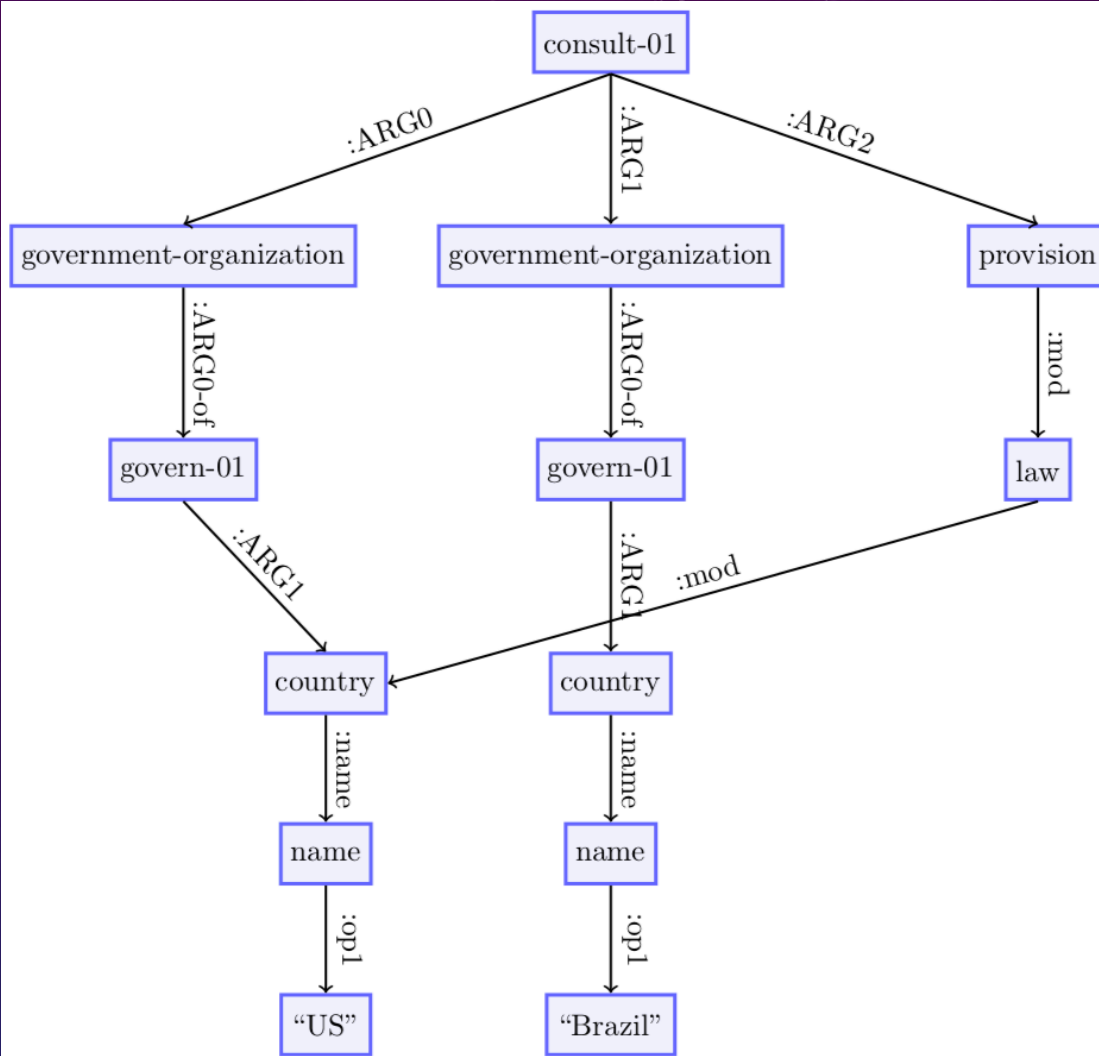 consult-01
:ARG0
:ARG1
:ARG2
government-organization
government-organization
provision
:ARG0-of
:ARG0-of
:mod
govern-01
govern-01
law
:ARG1
:ARG1
:mod
country
country
:name
:name
name
name
:op1
:op1
“US”
“Brazil”